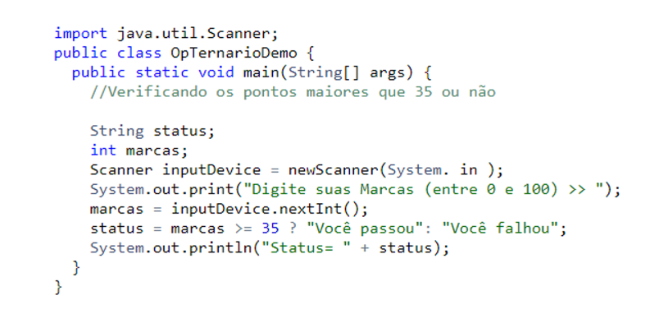 import java.util.Scanner;
public class OpTernarioDemo {
public static void main(String[] args) {
//Verificando os pontos maiores que 35 ou não
String status;
int marcas;
Scanner inputDevice = newScanner(System. in );
System.out.print("Digite suas Marcas (entre 0 e 100) >> ");
marcas = inputDevice.nextInt();
status = marcas >= 35 ? "Você passou": "Você falhou";
System.out.println("Status= " + status);
}
}